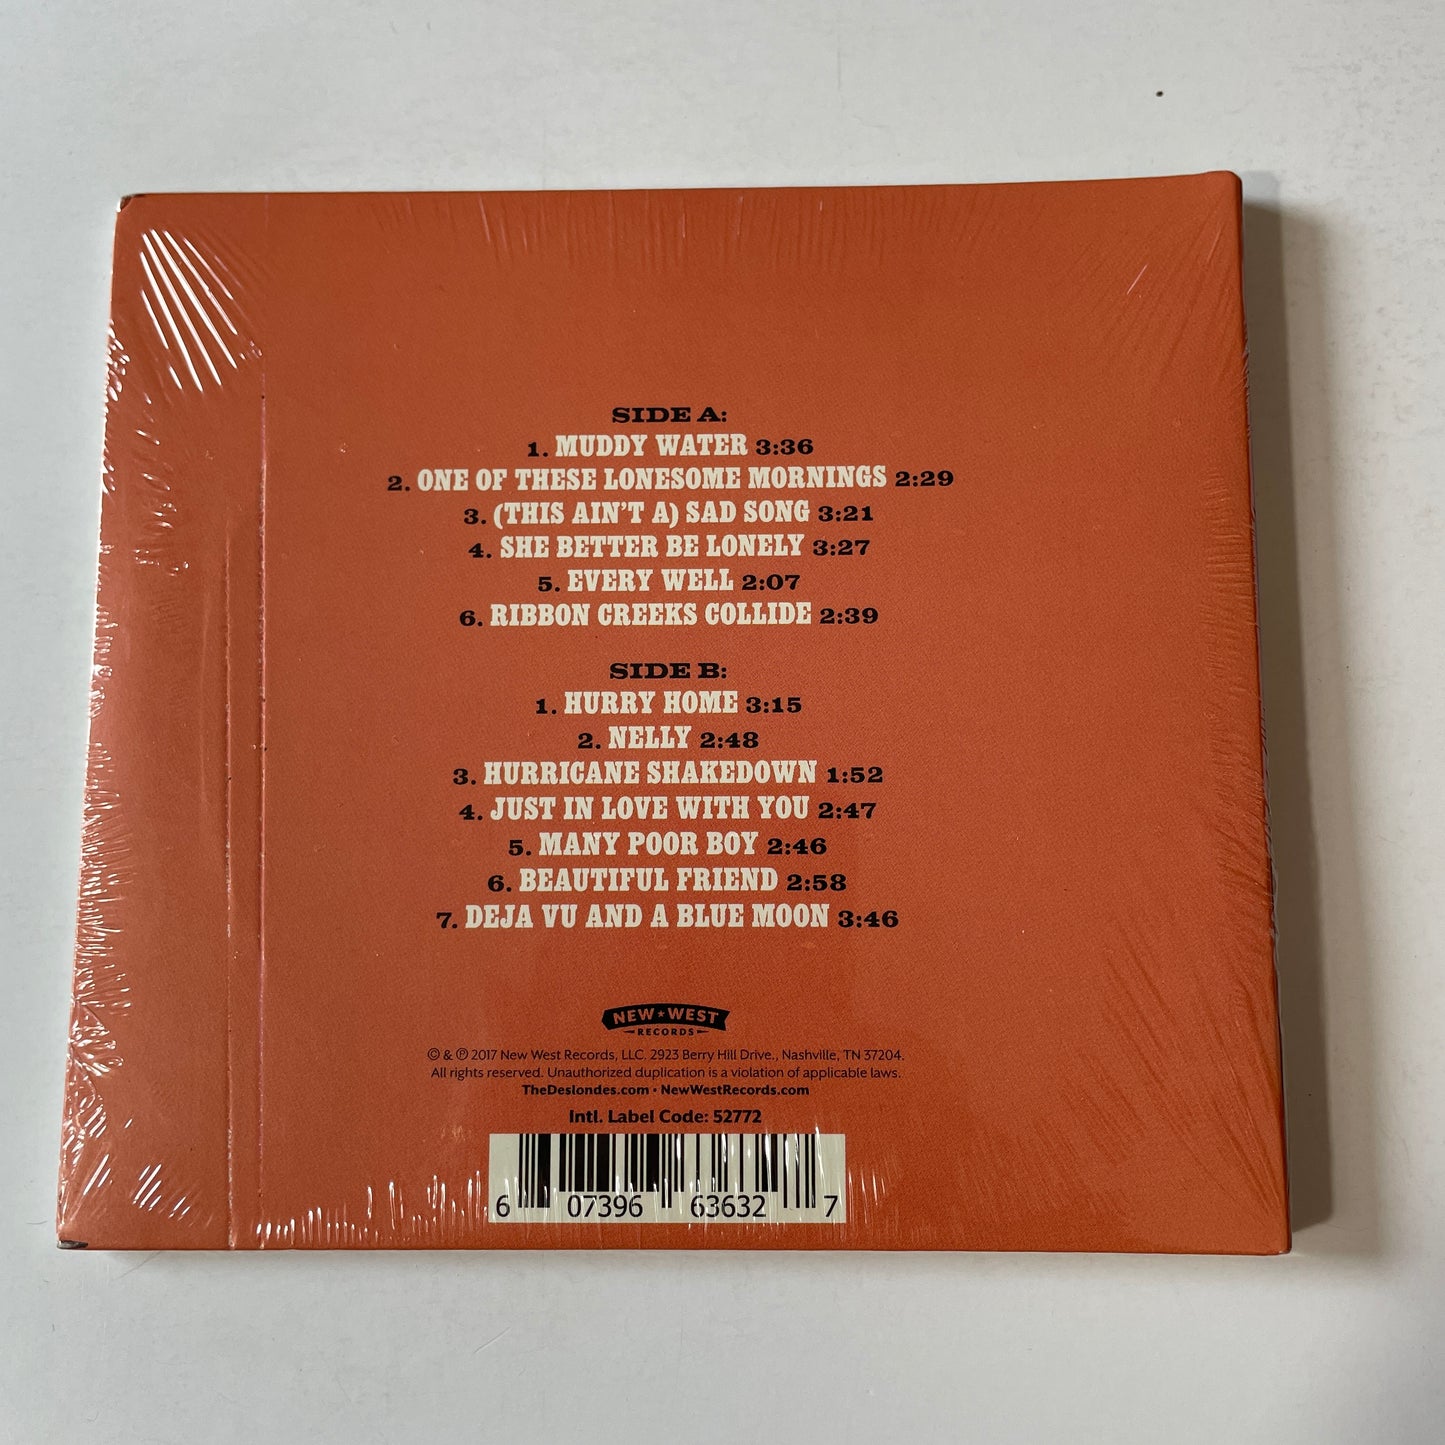 SIDE A:
1. MUDDY WATER 3:36
2. ONE OF THESE LONESOME MORNINGS 2:29
3. (THIS AIN'T A) SAD SONG 3:21
4. SHE BETTER BE LONELY 3:27
5. EVERY WELL 2:07
6. RIBBON CREEKS COLLIDE 2:39
SIDE B:
1. HURRY HOME 3:15
2. NELLY 2:48
3. HURRICANE SHAKEDOWN 1:52
4. JUST IN LOVE WITH YOU 2:47
5. MANY POOR BOY 2:46
6. BEAUTIFUL FRIEND 2:58
7. DEJA VU AND A BLUE MOON 3:46
NEW★WEST
RECORDS
© & ℗ 2017 New West Records, LLC. 2923 Berry Hill Drive., Nashville, TN 37204.
All rights reserved. Unauthorized duplication is a violation of applicable laws.
TheDeslondes.com • NewWestRecords.com
Intl. Label Code: 52772
6 07396 63632 7